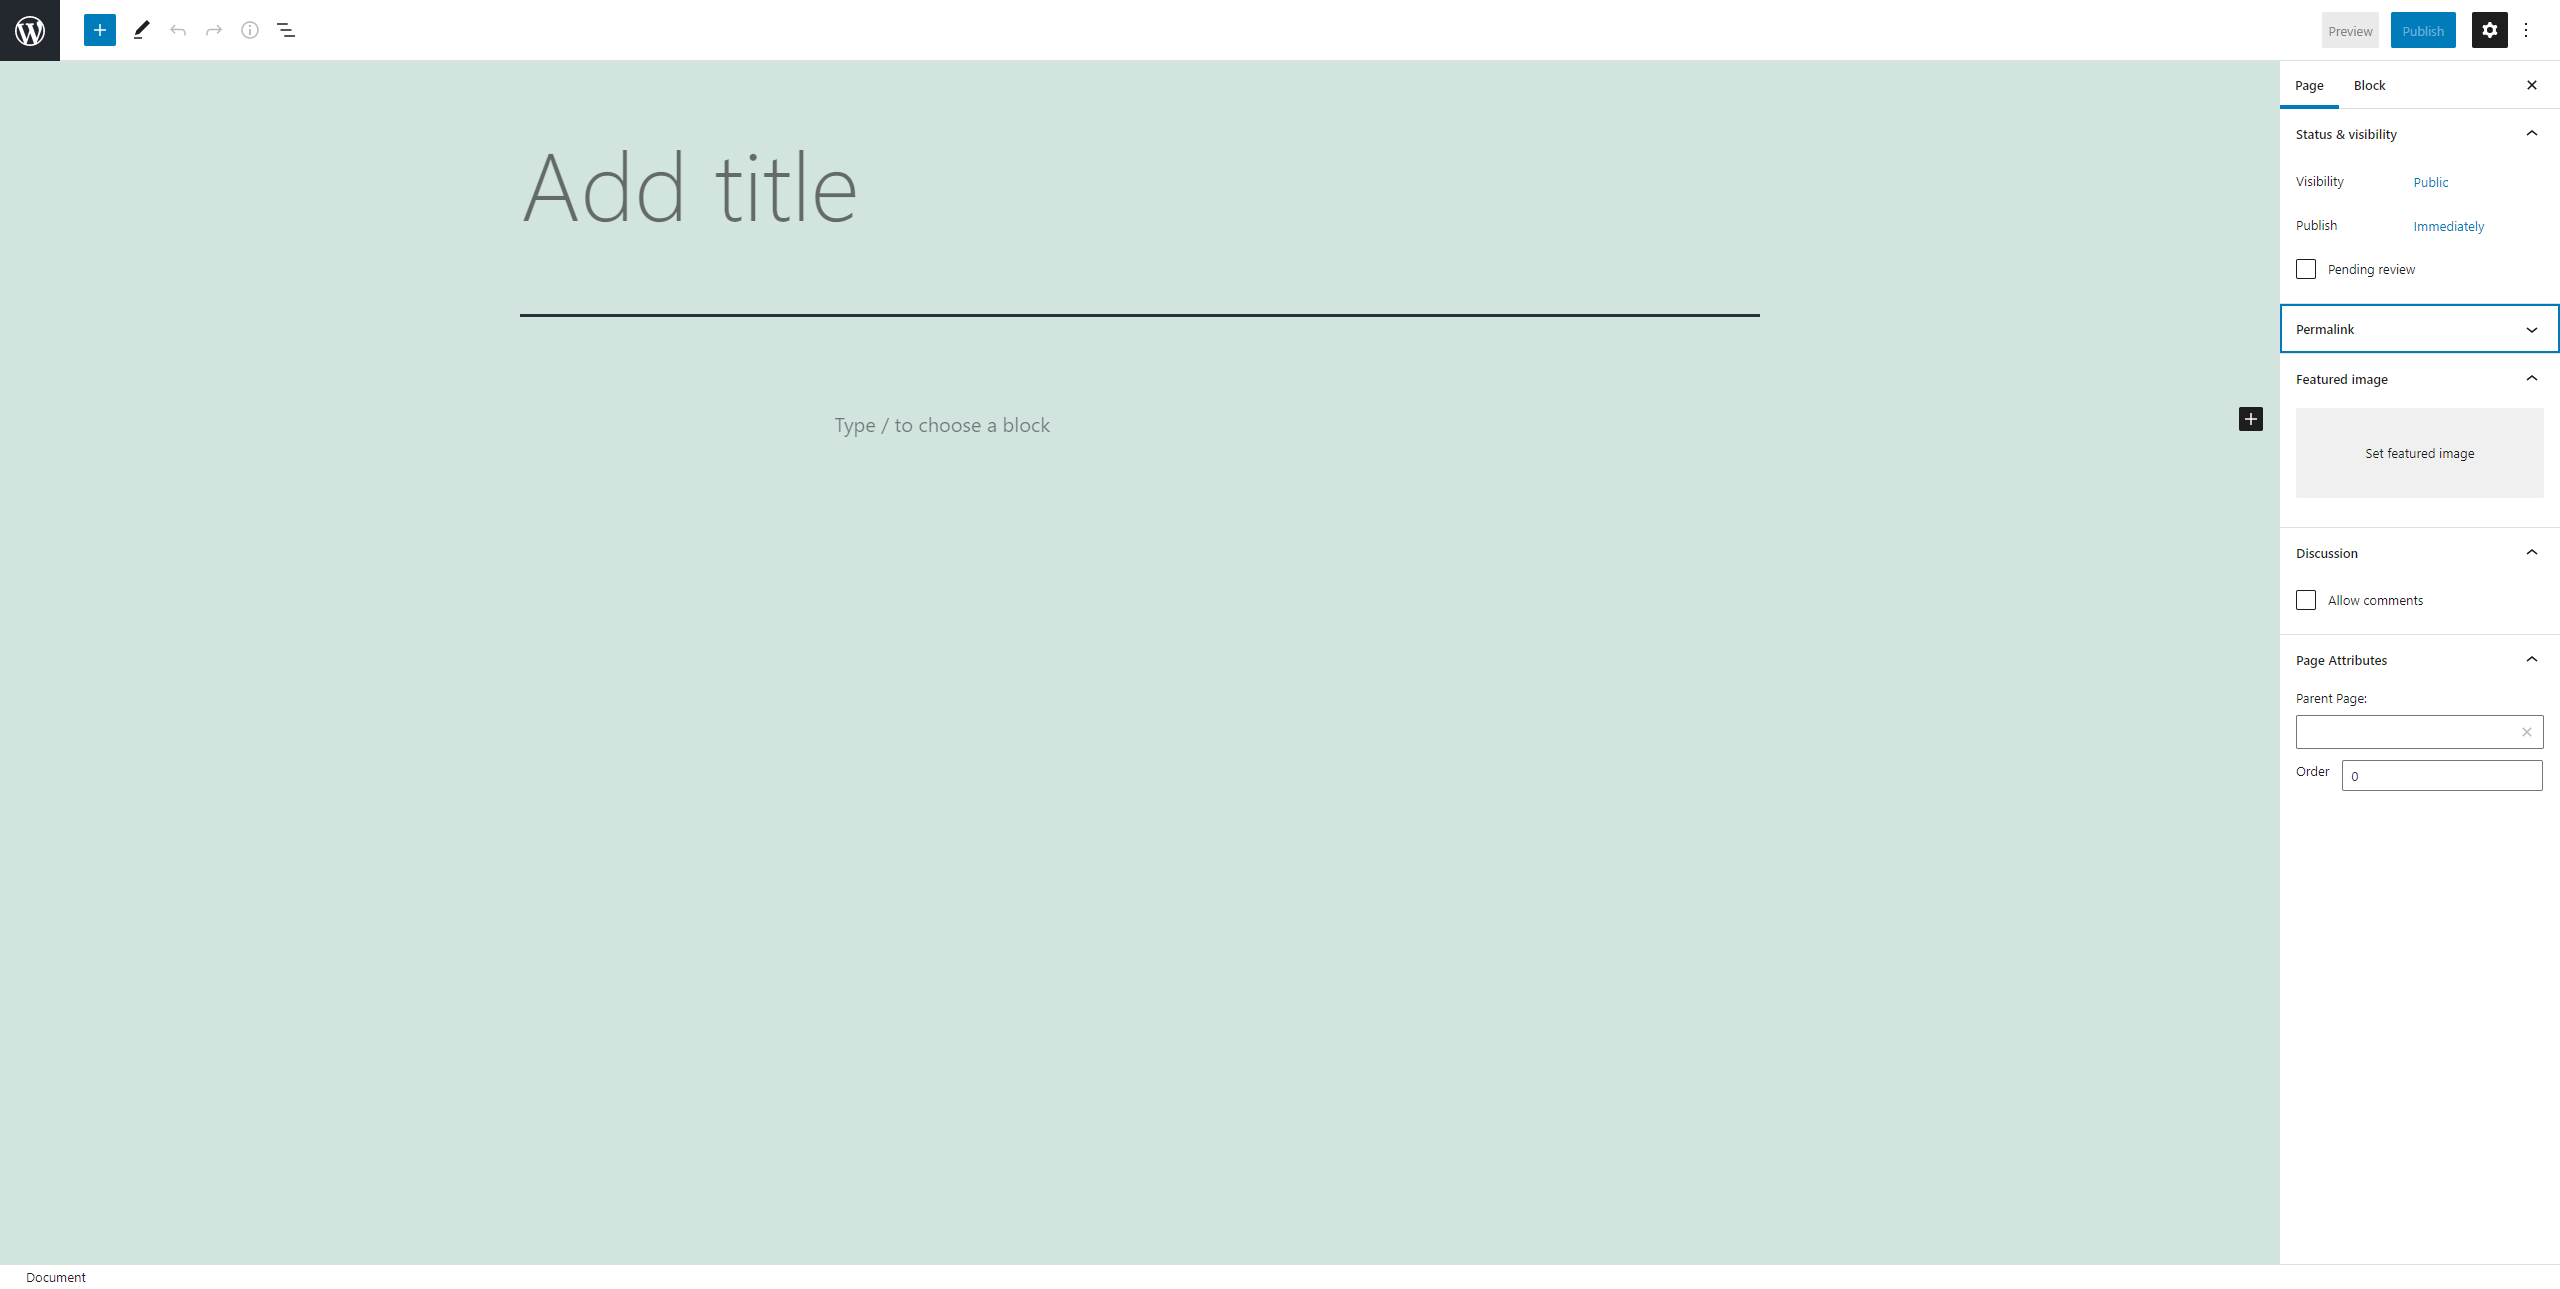 Preview
Publish
Page
Block
Add title
Type / to choose a block
Status & visibility
Visibility
Public
Publish
Immediately
Pending review
Permalink
Featured image
Set featured image
Discussion
Allow comments
Page Attributes
Parent Page:
Order
0
Document